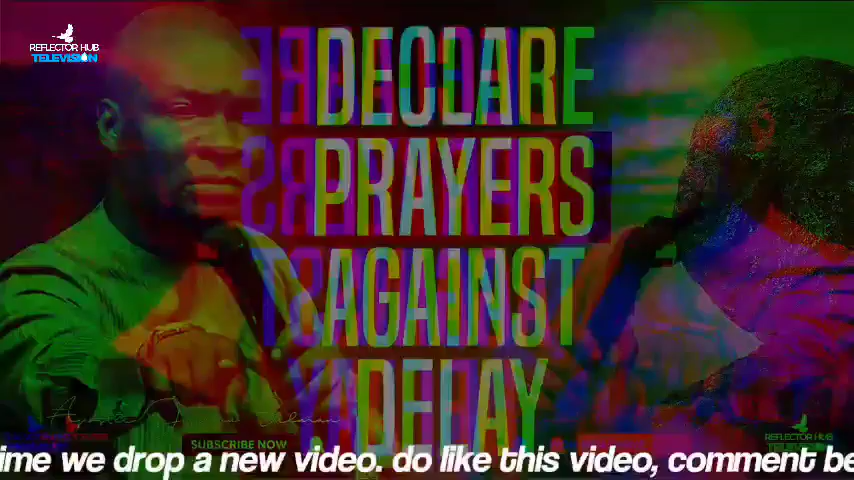 REFLECTOR HUB
TELEVISION
DECLARE
PRAYERS
AGAINST
DELAY
SUBSCRIBE NOW
REFLECTOR HUB
ime we drop a new video. do like this video, comment be